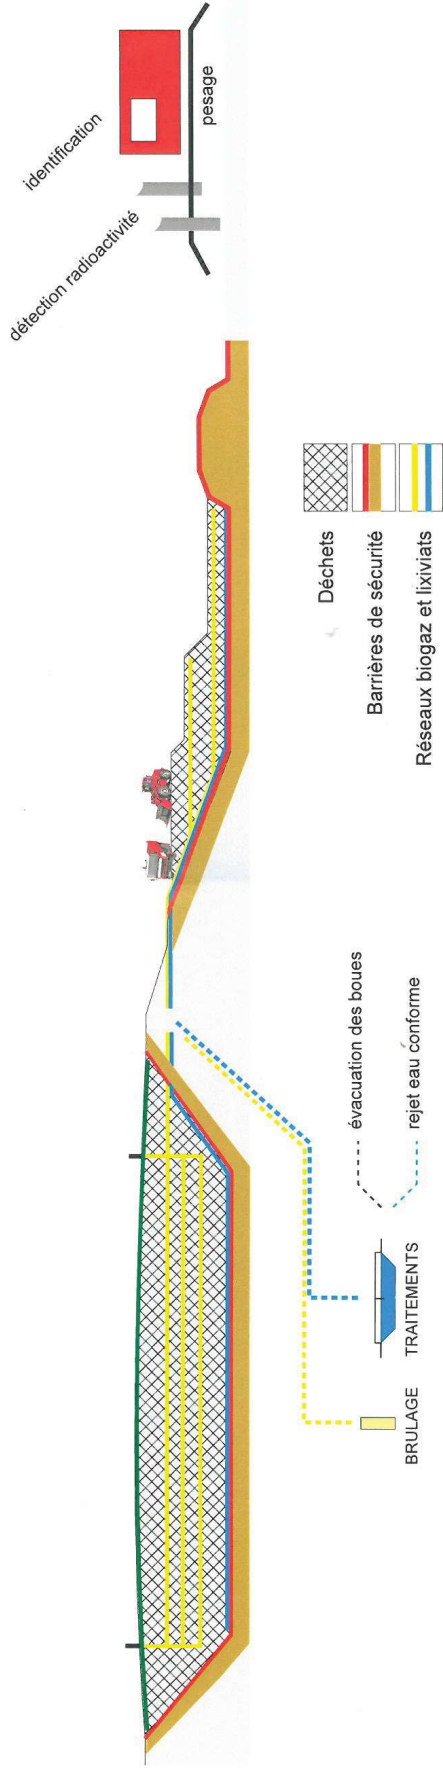 identification
détection radioactivité
pesage
Déchets
Barrières de sécurité
Réseaux biogaz et lixiviats
évacuation des boues
rejet eau conforme
BRULAGE
TRAITEMENTS